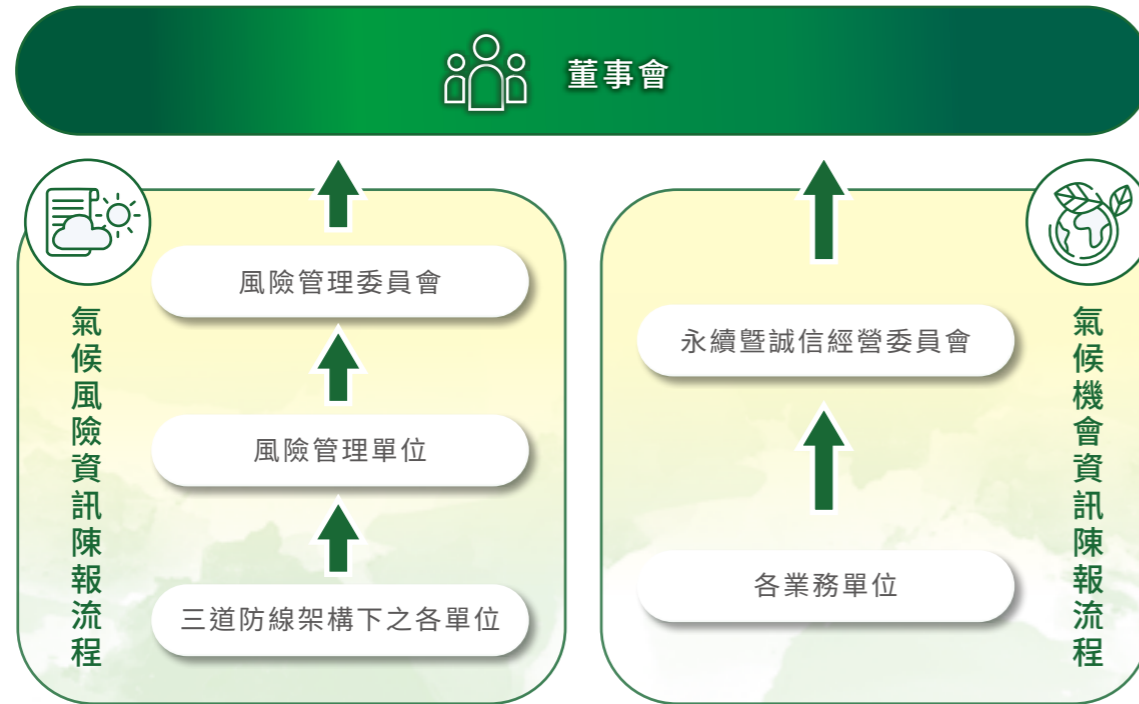 董事會
氣候風險資訊陳報流程
風險管理委員會
風險管理單位
三道防線架構下之各單位
永續暨誠信經營委員會
各業務單位
氣候機會資訊陳報流程